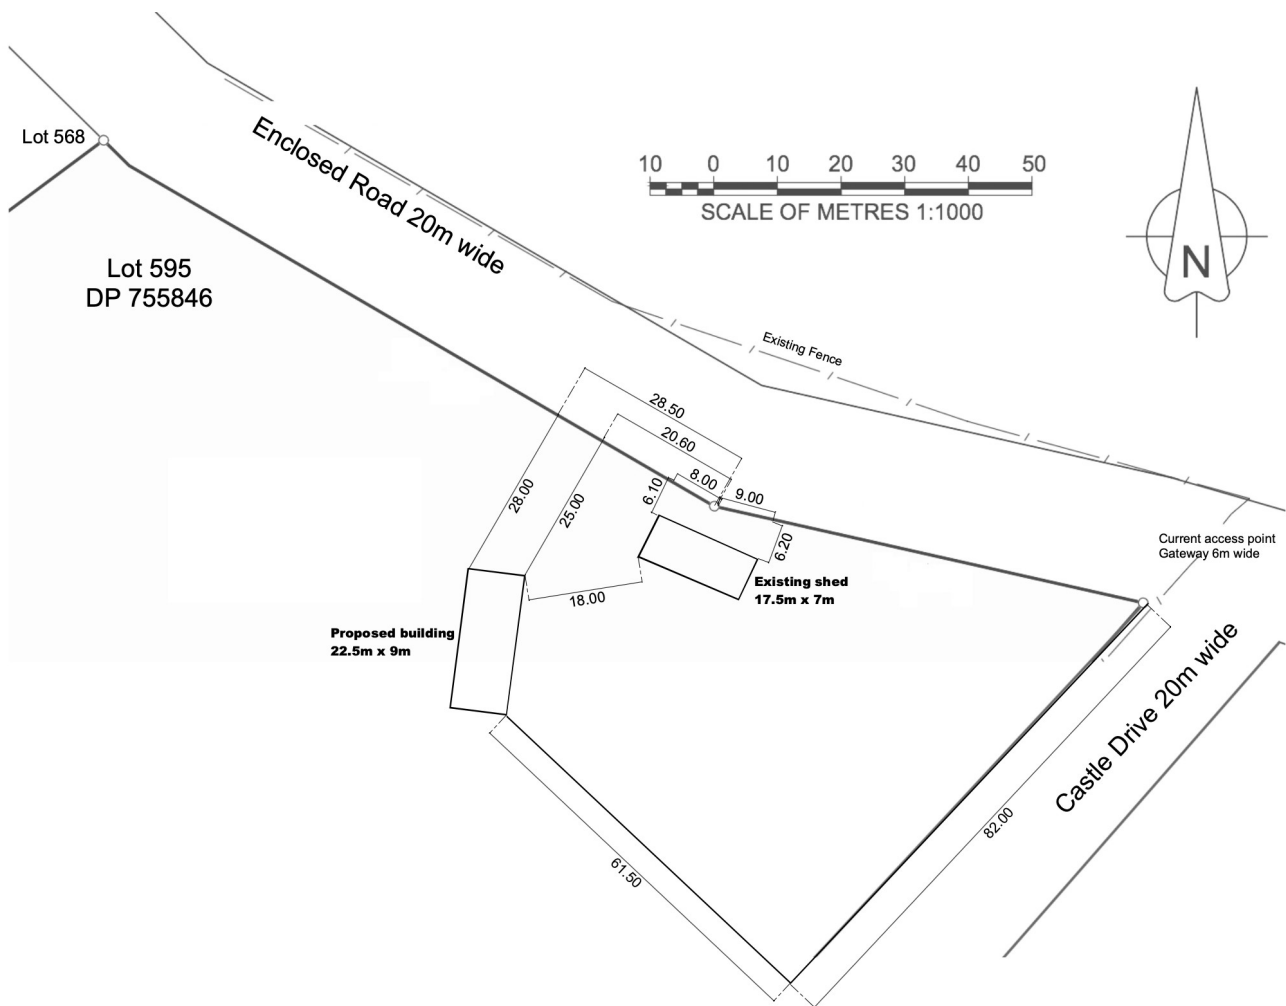 Lot 568
Enclosed Road 20m wide
10 0 10 20 30 40 50
SCALE OF METRES 1:1000
N
Lot 595
DP 755846
Existing Fence
28.50
20.60
8.00
9.00
6.10
28.00
25.00
6.20
Current access point
Gateway 6m wide
Existing shed
17.5m x 7m
18.00
Proposed building
22.5m x 9m
Castle Drive 20m wide
82.00
61.50